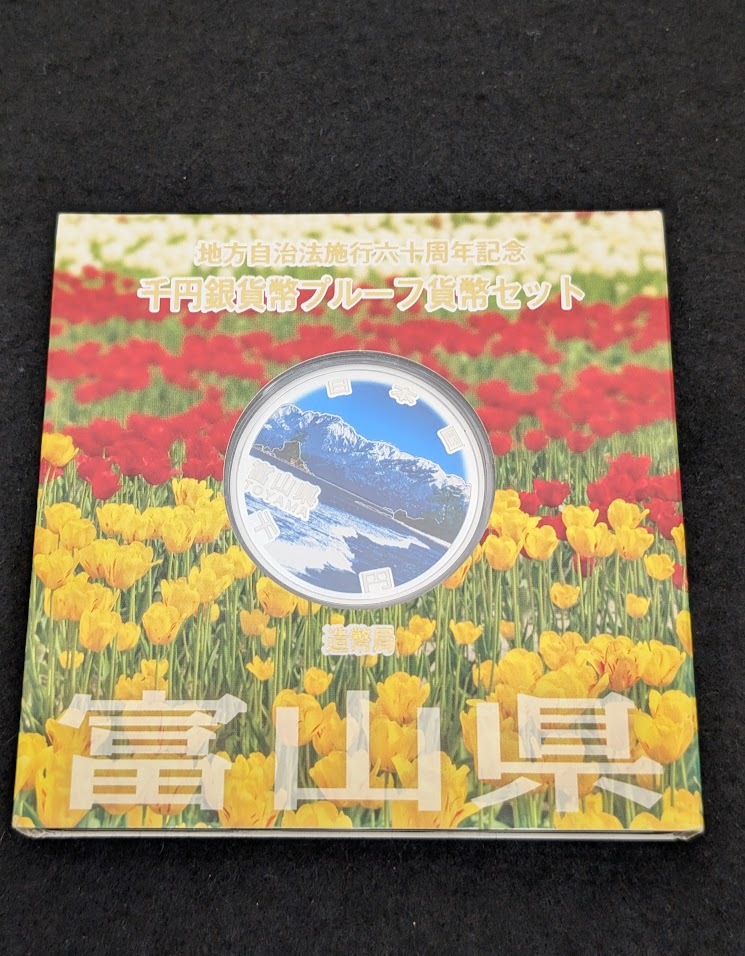 地方自治法施行六十周年記念
千円銀貨幣プルーフ貨幣セット
日本国
富山県
TOYAMA
千円
造幣局
富山県